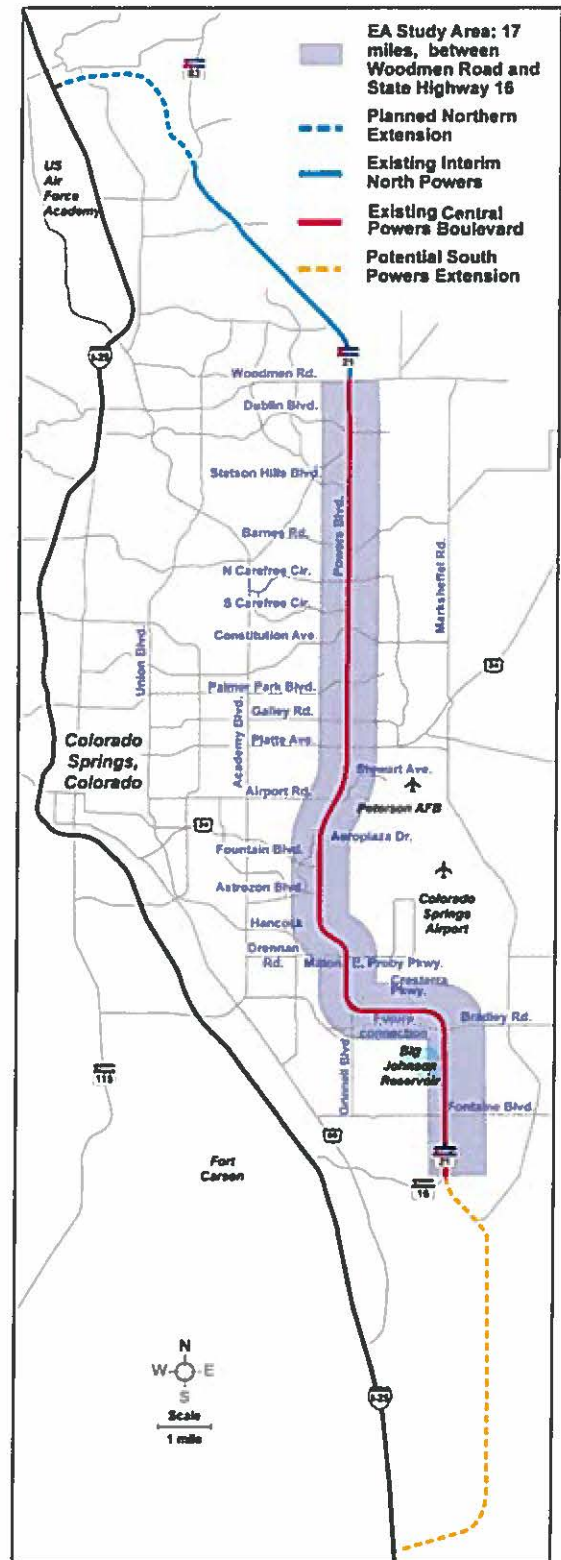 EA Study Area: 17
miles, between
Woodmen Road and
State Highway 16
Planned Northern
Extension
Existing Interim
North Powers
Existing Central
Powers Boulevard
Potential South
Powers Extension
83
US
Air
Force
Academy
I-25
21
Woodmen Rd.
Dublin Blvd.
Stetson Hills Blvd.
Barnes Rd.
Powers Blvd.
Marksheffel Rd.
N Carefree Cir.
S Carefree Cir.
Constitution Ave.
Union Blvd.
Academy Blvd.
24
Palmer Park Blvd.
Galley Rd.
Platte Ave.
Colorado
Springs,
Colorado
Stewart Ave.
Airport Rd.
Peterson AFB
24
Aeroplaza Dr.
Fountain Blvd.
Astrozon Blvd.
Colorado
Springs
Airport
Hancock
Drennan
Rd.
Milton E. Proby Pkwy.
Cresterra
Pkwy.
Future
connection
Bradley Rd.
Big
Johnson
Reservoir
Grinnell Blvd
115
Fontaine Blvd.
85
21
16
Fort
Carson
N
W
E
S
Scale
1 mile
I-25